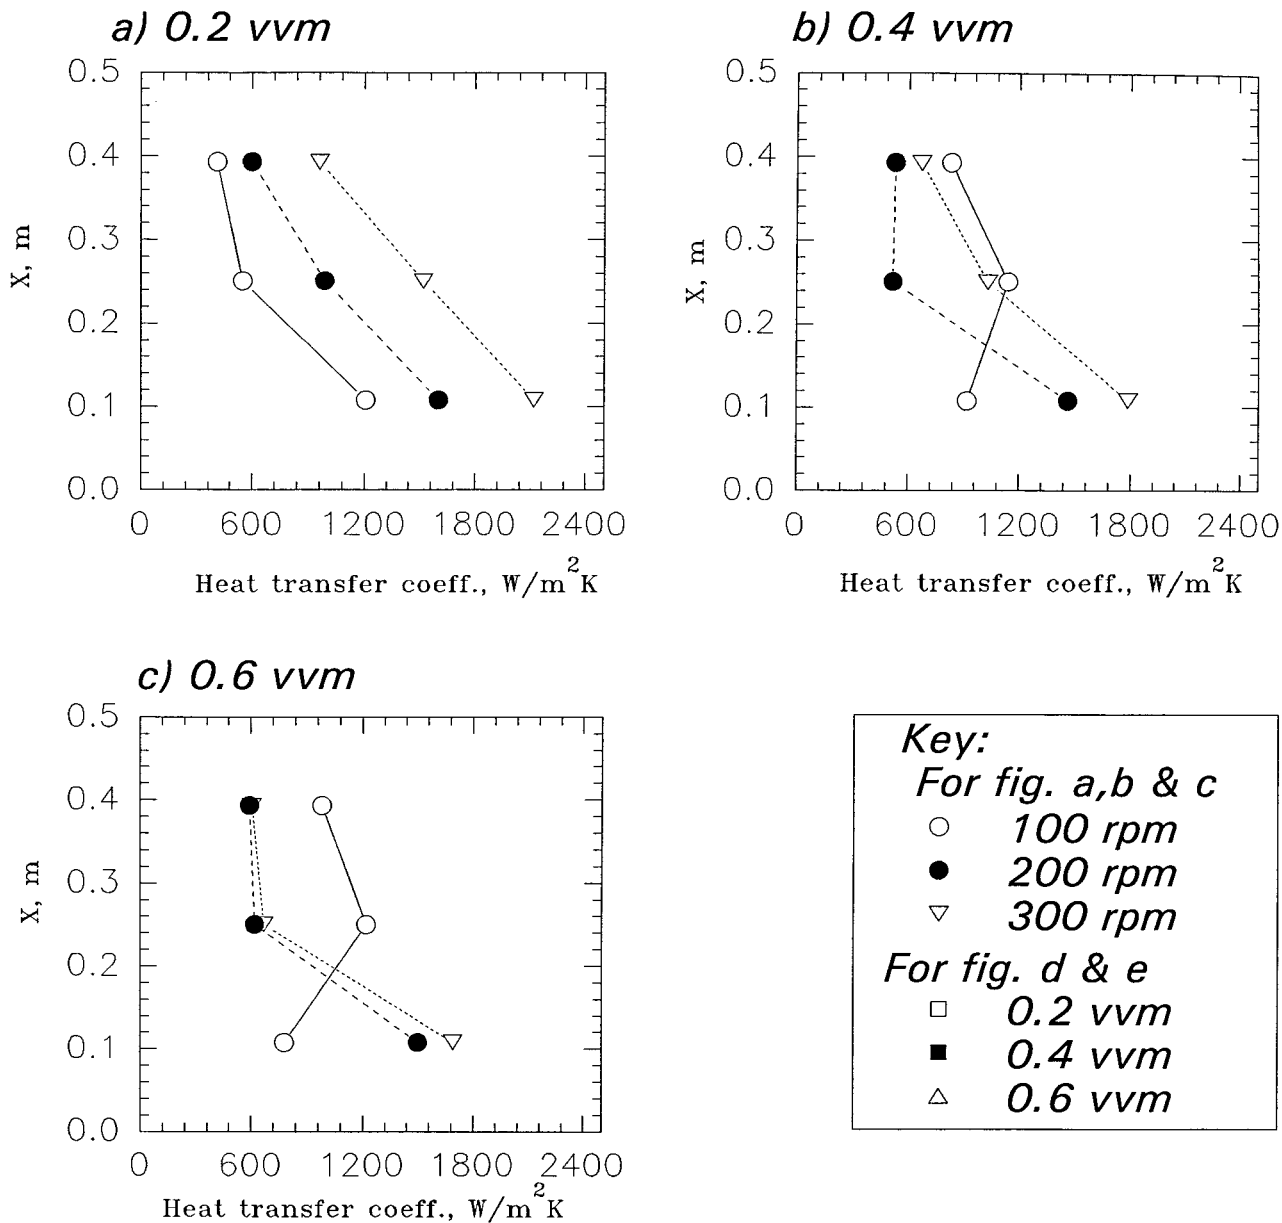 a) 0.2 vvm
0.5
0.4
0.3
0.2
0.1
0.0
X, m
0 600 1200 1800 2400
Heat transfer coeff., W/m²K
b) 0.4 vvm
0.5
0.4
0.3
0.2
0.1
0.0
X, m
0 600 1200 1800 2400
Heat transfer coeff., W/m²K
c) 0.6 vvm
0.5
0.4
0.3
0.2
0.1
0.0
X, m
0 600 1200 1800 2400
Heat transfer coeff., W/m²K
Key:
For fig. a,b & c
100 rpm
200 rpm
300 rpm
For fig. d & e
0.2 vvm
0.4 vvm
0.6 vvm